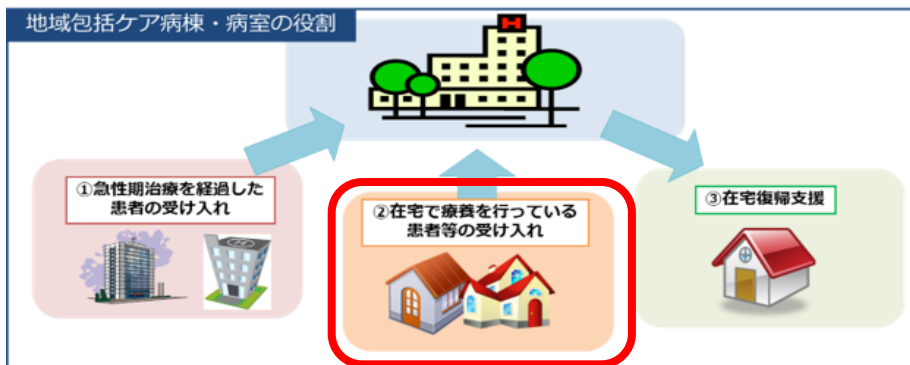 地域包括ケア病棟・病室の役割
H
①急性期治療を経過した
患者の受け入れ
②在宅で療養を行っている
患者等の受け入れ
③在宅復帰支援